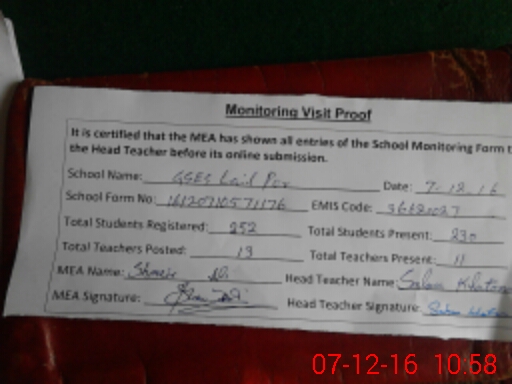 Monitoring Visit Proof
It is certified that the MEA has shown all entries of the School Monitoring Form t
the Head Teacher before its online submission.
School Name: GSES Date: 7-12-16
School Form No: EMIS Code:
Total Students Registered: 252 Total Students Present: 230
Total Teachers Posted: 13 Total Teachers Present: 11
MEA Name: Ali Head Teacher Name: Salma
MEA Signature: Head Teacher Signature:
07-12-16 10:58